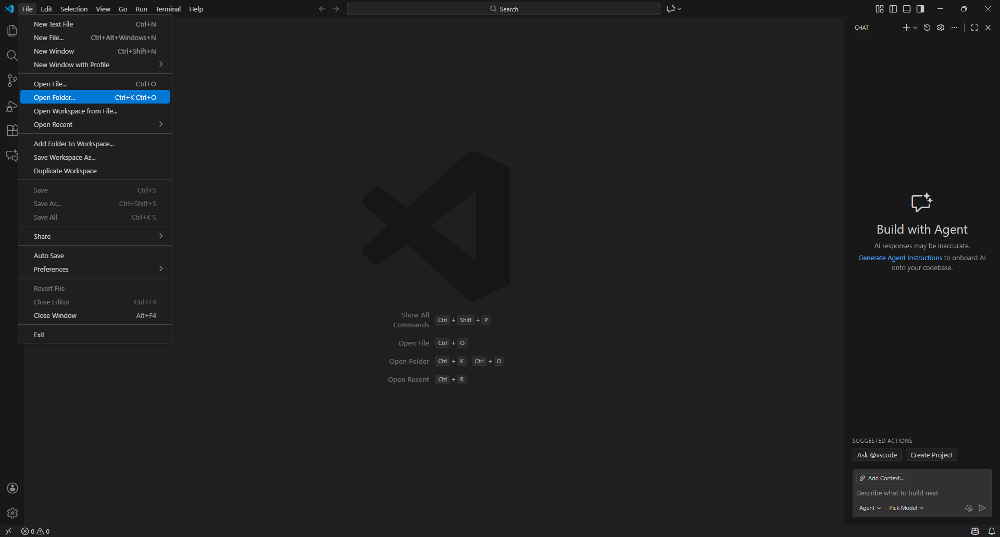 File Edit Selection View Go Run Terminal Help
Search
New Text File Ctrl+N
New File... Ctrl+Alt+Windows+N
New Window Ctrl+Shift+N
New Window with Profile
Open File... Ctrl+O
Open Folder... Ctrl+K Ctrl+O
Open Workspace from File...
Open Recent
Add Folder to Workspace...
Save Workspace As...
Duplicate Workspace
Save Ctrl+S
Save As... Ctrl+Shift+S
Save All Ctrl+K S
Share
Auto Save
Preferences
Revert File
Close Editor Ctrl+F4
Close Window Alt+F4
Exit
Show All
Commands Ctrl + Shift + P
Open File Ctrl + O
Open Folder Ctrl + K Ctrl + O
Open Recent Ctrl + R
CHAT
Build with Agent
AI responses may be inaccurate.
Generate Agent Instructions to onboard AI
onto your codebase.
SUGGESTED ACTIONS
Ask @vscode Create Project
Add Context...
Describe what to build next
Agent Pick Model
0 0